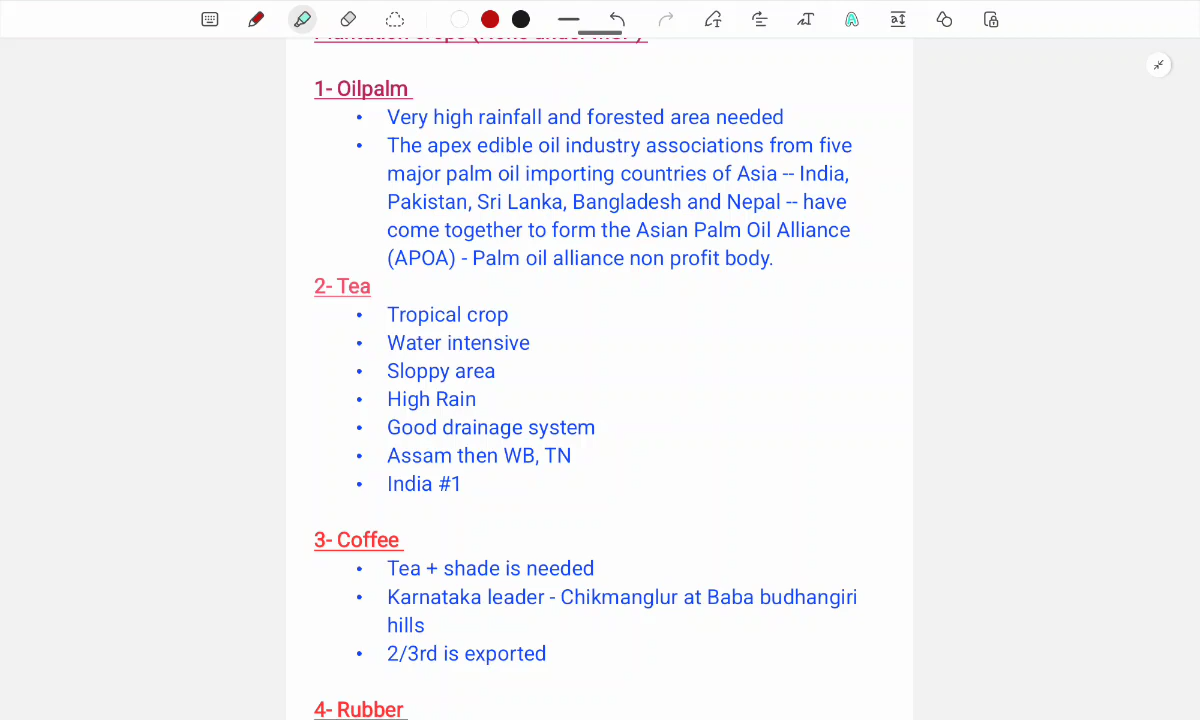 1- Oilpalm
• Very high rainfall and forested area needed
• The apex edible oil industry associations from five
major palm oil importing countries of Asia -- India,
Pakistan, Sri Lanka, Bangladesh and Nepal -- have
come together to form the Asian Palm Oil Alliance
(APOA) - Palm oil alliance non profit body.
2- Tea
• Tropical crop
• Water intensive
• Sloppy area
• High Rain
• Good drainage system
• Assam then WB, TN
• India #1
3- Coffee
• Tea + shade is needed
• Karnataka leader - Chikmanglur at Baba budhangiri
hills
• 2/3rd is exported
4- Rubber